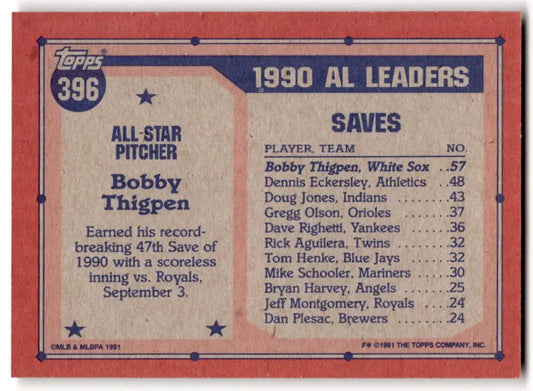 Topps
396
ALL-STAR
PITCHER
Bobby
Thigpen
Earned his record-
breaking 47th Save of
1990 with a scoreless
inning vs. Royals,
September 3.
©MLB & MLBPA 1991
1990 AL LEADERS
SAVES
PLAYER, TEAM NO.
Bobby Thigpen, White Sox ..57
Dennis Eckersley, Athletics ..48
Doug Jones, Indians .....43
Gregg Olson, Orioles ....37
Dave Righetti, Yankees ...36
Rick Aguilera, Twins .....32
Tom Henke, Blue Jays ....32
Mike Schooler, Mariners ...30
Bryan Harvey, Angels ....25
Jeff Montgomery, Royals ...24
Dan Plesac, Brewers .....24
F✻ ©1991 THE TOPPS COMPANY, INC.